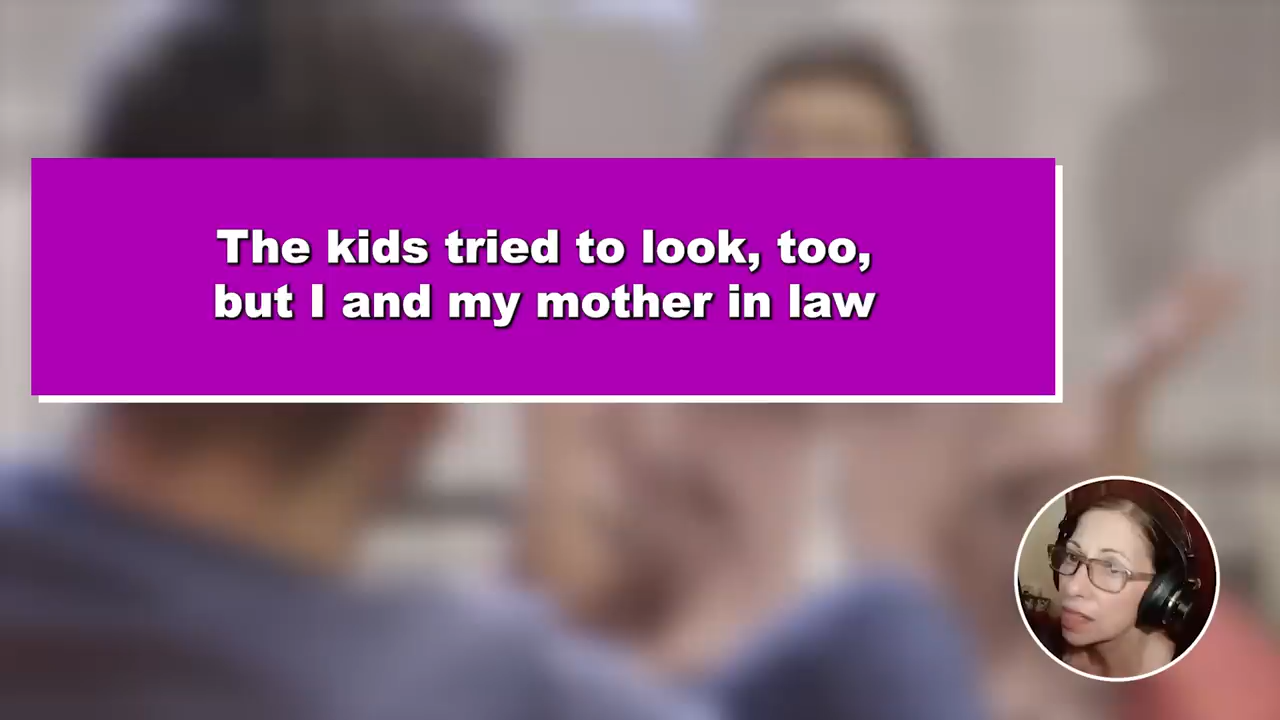 The kids tried to look, too,
but I and my mother in law